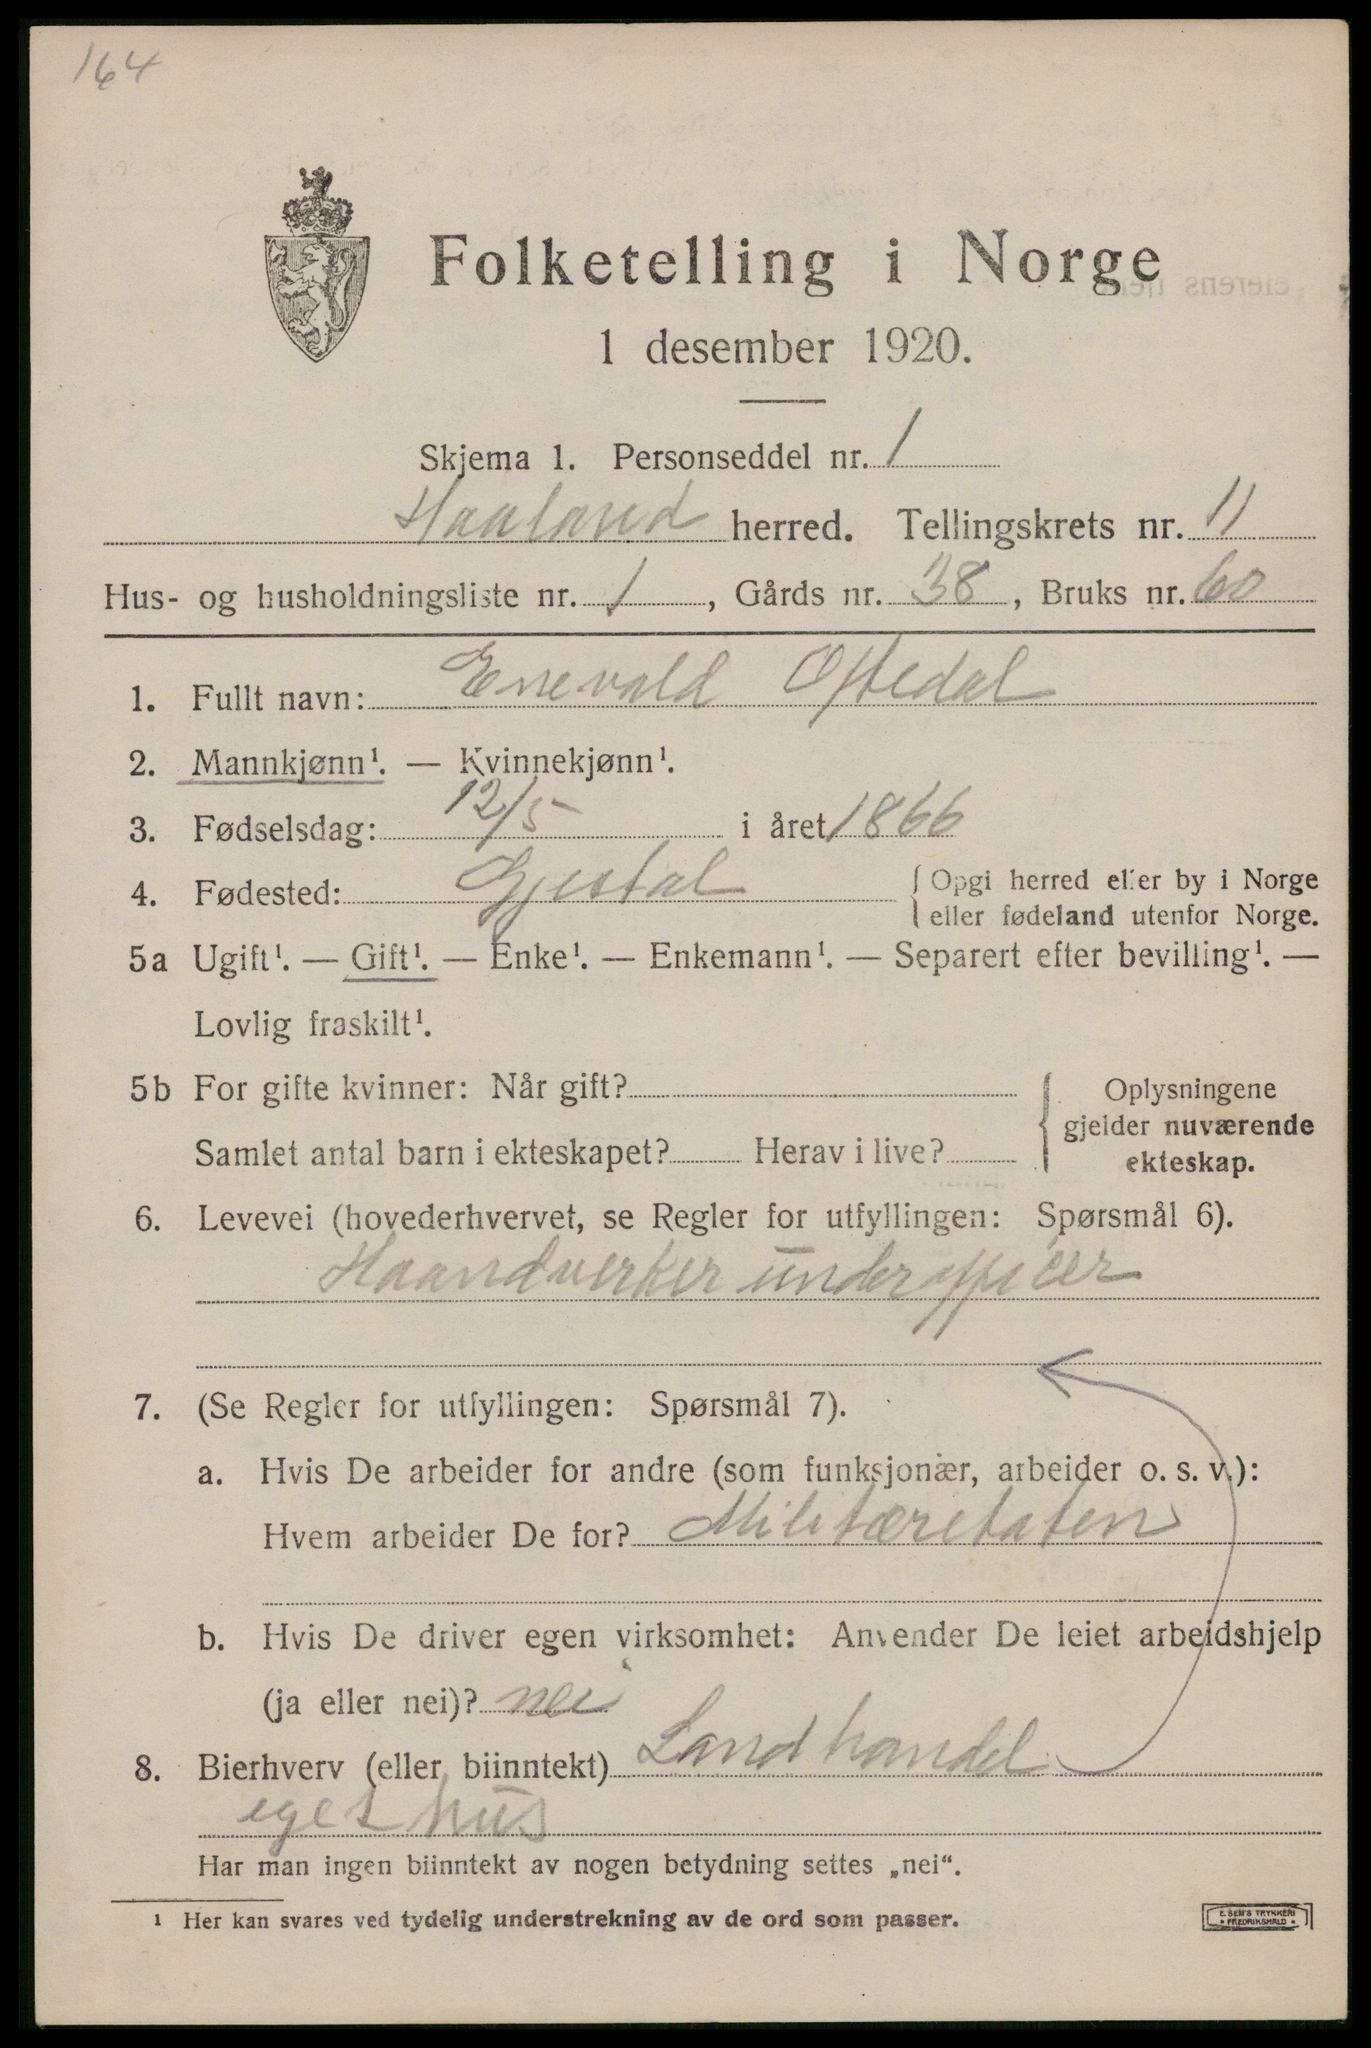 164
Folketelling i Norge
1 desember 1920.
Skjema 1. Personseddel nr. 1
Haaland herred. Tellingskrets nr. 11
Hus- og husholdningsliste nr. 1, Gårds nr. 38, Bruks nr. 60
1. Fullt navn: Enevald Oftedal
2. Mannkjønn¹. — Kvinnekjønn¹.
3. Fødselsdag: 12/5 i året 1866
4. Fødested: Gjestal { Opgi herred eller by i Norge
eller fødeland utenfor Norge.
5a Ugift¹. — Gift¹. — Enke¹. — Enkemann¹. — Separert efter bevilling¹. —
Lovlig fraskilt¹.
5b For gifte kvinner: Når gift? { Oplysningene
gjelder nuværende
Samlet antal barn i ekteskapet? Herav i live? ekteskap.
6. Levevei (hovederhvervet, se Regler for utfyllingen: Spørsmål 6).
Haandverker underofficer
7. (Se Regler for utfyllingen: Spørsmål 7).
a. Hvis De arbeider for andre (som funksjonær, arbeider o. s. v.):
Hvem arbeider De for? Militæretaten
b. Hvis De driver egen virksomhet: Anvender De leiet arbeidshjelp
(ja eller nei)? nei
8. Bierhverv (eller biinntekt) Landhandel
eget hus
Har man ingen biinntekt av nogen betydning settes „nei“.
¹ Her kan svares ved tydelig understrekning av de ord som passer.
E. SEM'S TRYKKERI
• FREDRIKSHALD •